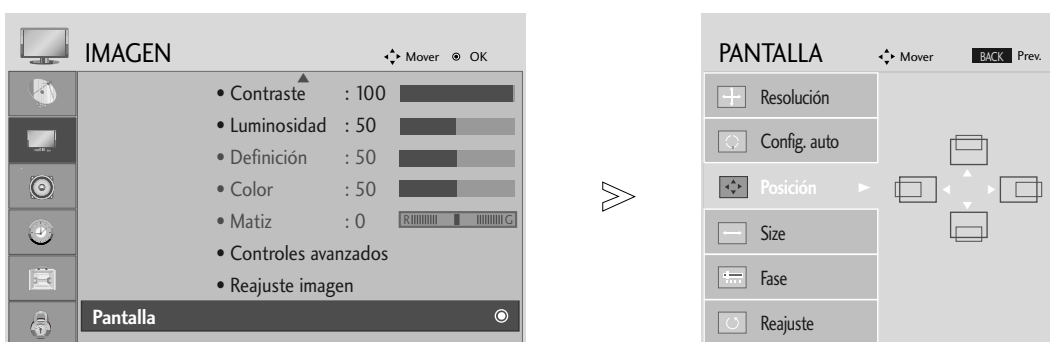 IMAGEN
Mover OK
• Contraste : 100
• Luminosidad : 50
• Definición : 50
• Color : 50
• Matiz : 0 R G
• Controles avanzados
• Reajuste imagen
Pantalla
PANTALLA
Mover BACK Prev.
Resolución
Config. auto
Posición
Size
Fase
Reajuste